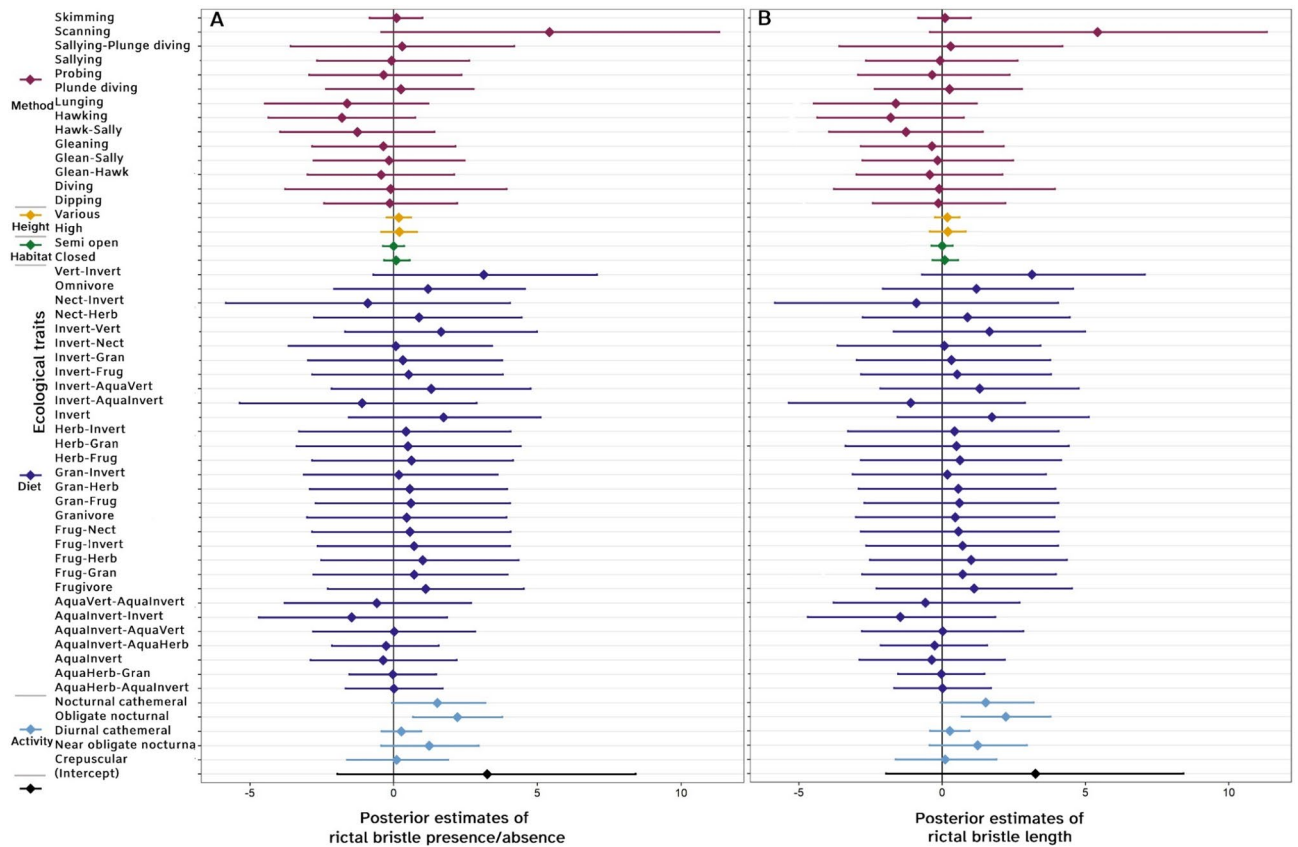 A
B
Skimming
Scanning
Sallying-Plunge diving
Sallying
Probing
Plunde diving
Method
Lunging
Hawking
Hawk-Sally
Gleaning
Glean-Sally
Glean-Hawk
Diving
Dipping
Various
Height
High
Semi open
Habitat
Closed
Ecological traits
Vert-Invert
Omnivore
Nect-Invert
Nect-Herb
Invert-Vert
Invert-Nect
Invert-Gran
Invert-Frug
Invert-AquaVert
Invert-AquaInvert
Invert
Herb-Invert
Herb-Gran
Herb-Frug
Gran-Invert
Diet
Gran-Herb
Gran-Frug
Granivore
Frug-Nect
Frug-Invert
Frug-Herb
Frug-Gran
Frugivore
AquaVert-AquaInvert
AquaInvert-Invert
AquaInvert-AquaVert
AquaInvert-AquaHerb
AquaInvert
AquaHerb-Gran
AquaHerb-AquaInvert
Nocturnal cathemeral
Obligate nocturnal
Diurnal cathemeral
Activity
Near obligate nocturna
Crepuscular
(Intercept)
-5 0 5 10
-5 0 5 10
Posterior estimates of
rictal bristle presence/absence
Posterior estimates of
rictal bristle length